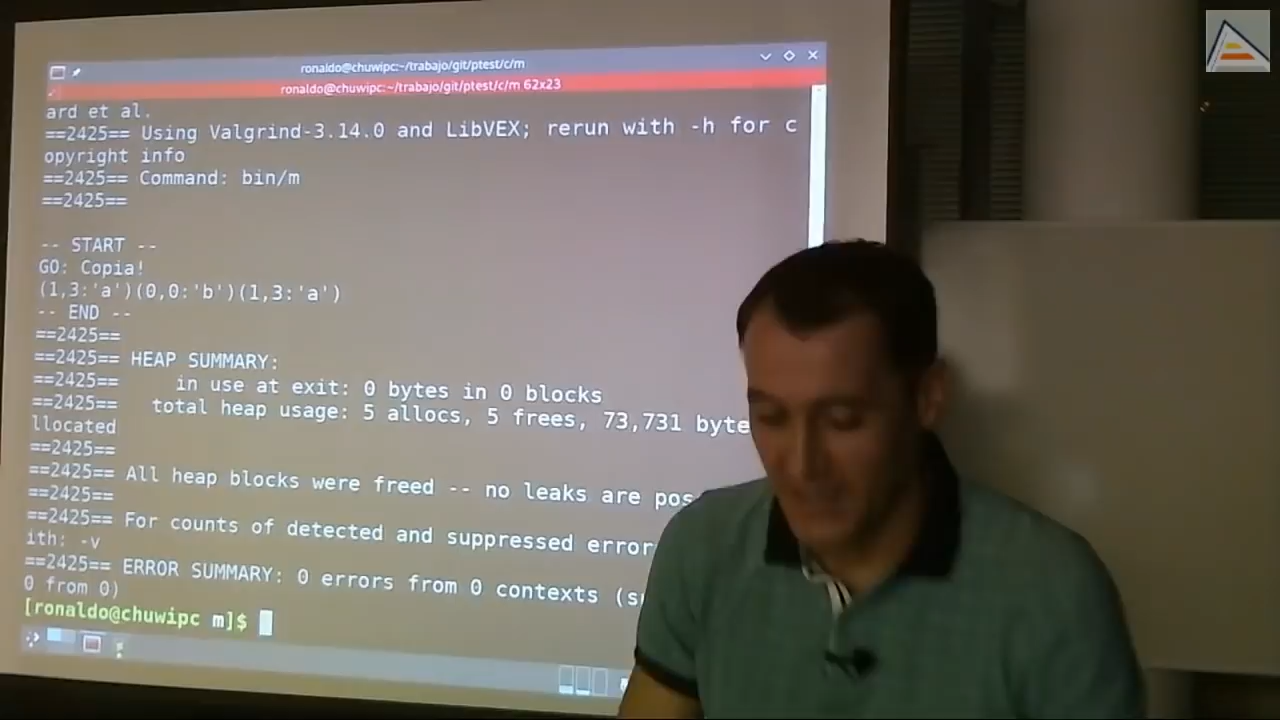 ronaldo@chuwipc:~/trabajo/git/ptest/c/m
ronaldo@chuwipc:~/trabajo/git/ptest/c/m 62x23
ard et al.
==2425== Using Valgrind-3.14.0 and LibVEX; rerun with -h for c
opyright info
==2425== Command: bin/m
==2425==
-- START --
GO: Copia!
(1,3:'a')(0,0:'b')(1,3:'a')
-- END --
==2425==
==2425== HEAP SUMMARY:
==2425==     in use at exit: 0 bytes in 0 blocks
==2425==   total heap usage: 5 allocs, 5 frees, 73,731 byte
llocated
==2425==
==2425== All heap blocks were freed -- no leaks are pos
==2425==
==2425== For counts of detected and suppressed error
ith: -v
==2425== ERROR SUMMARY: 0 errors from 0 contexts (su
0 from 0)
[ronaldo@chuwipc m]$